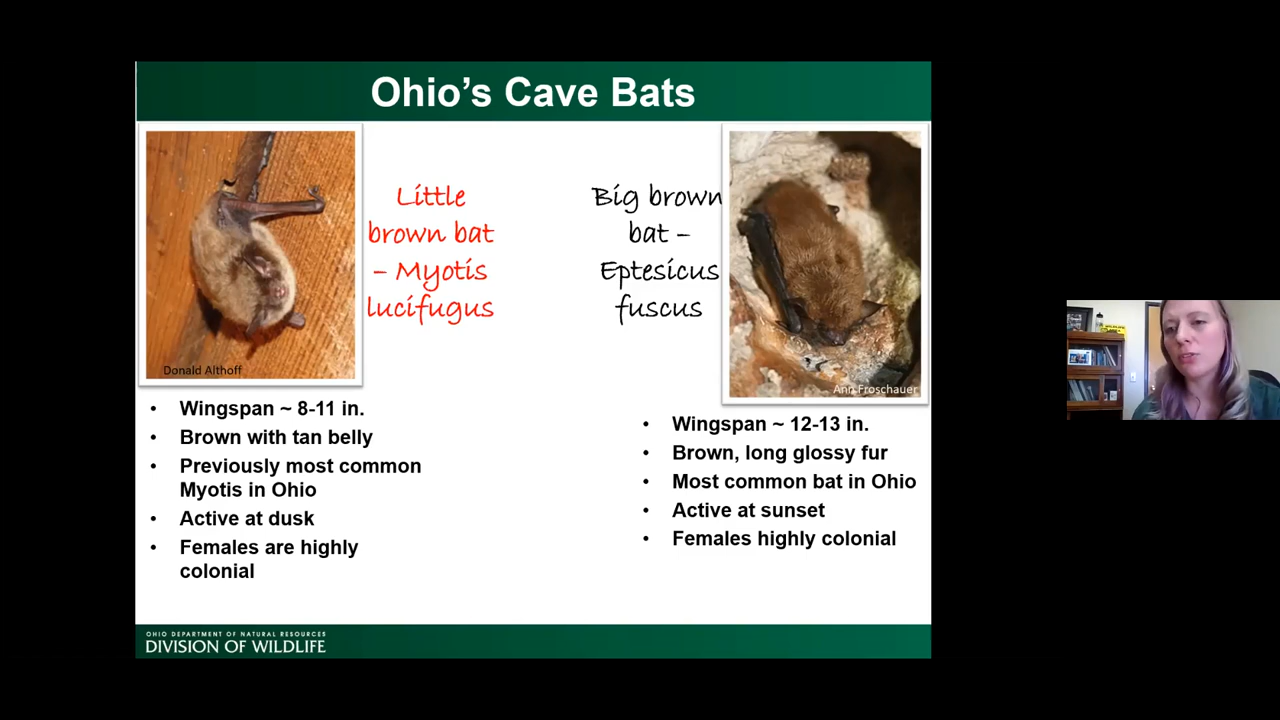 Ohio's Cave Bats
Little
brown bat
– Myotis
lucifugus
Donald Althoff
• Wingspan ~ 8-11 in.
• Brown with tan belly
• Previously most common
Myotis in Ohio
• Active at dusk
• Females are highly
colonial
Big brown
bat –
Eptesicus
fuscus
Ann Froschauer
• Wingspan ~ 12-13 in.
• Brown, long glossy fur
• Most common bat in Ohio
• Active at sunset
• Females highly colonial
OHIO DEPARTMENT OF NATURAL RESOURCES
DIVISION OF WILDLIFE